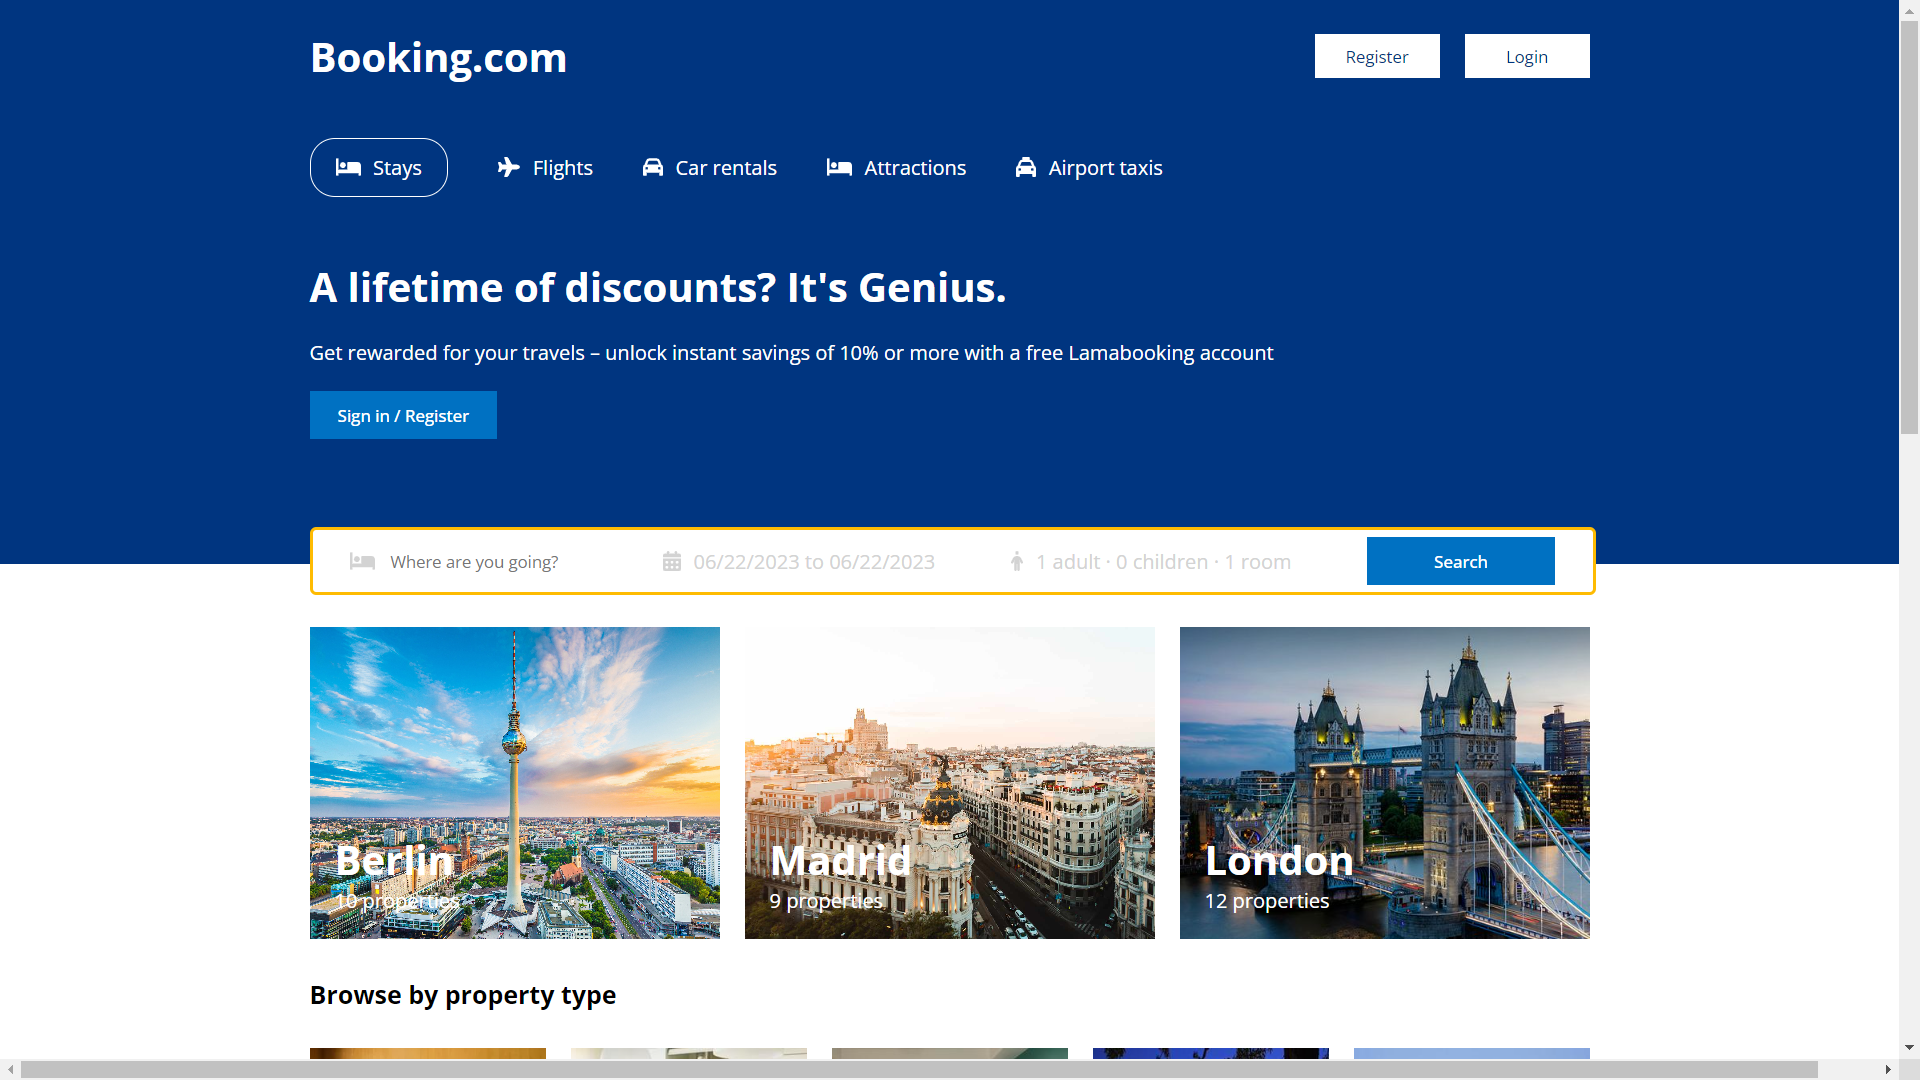 Booking.com
Register
Login
Stays
Flights
Car rentals
Attractions
Airport taxis
A lifetime of discounts? It's Genius.
Get rewarded for your travels – unlock instant savings of 10% or more with a free Lamabooking account
Sign in / Register
Where are you going?
06/22/2023 to 06/22/2023
1 adult · 0 children · 1 room
Search
Berlin
10 properties
Madrid
9 properties
London
12 properties
Browse by property type